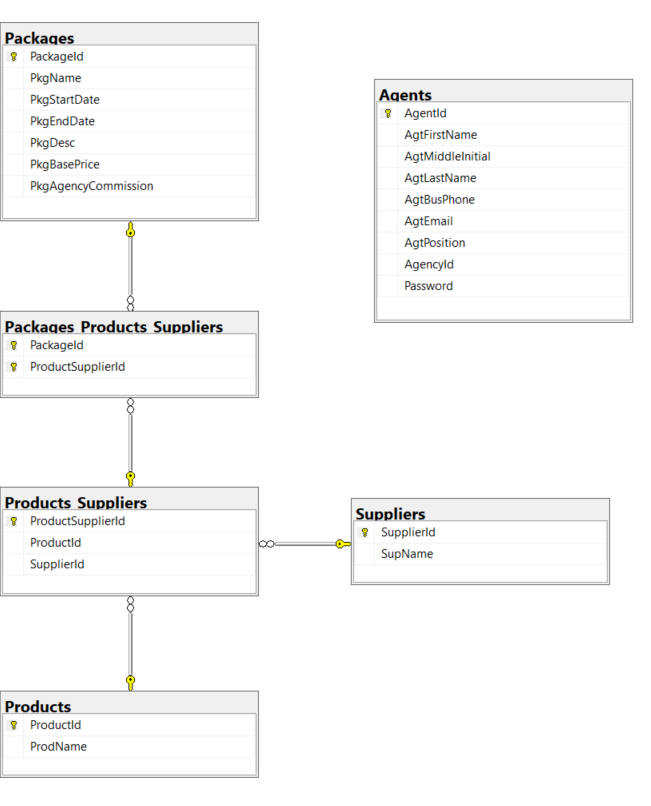 Packages
PackageId
PkgName
PkgStartDate
PkgEndDate
PkgDesc
PkgBasePrice
PkgAgencyCommission
Agents
AgentId
AgtFirstName
AgtMiddleInitial
AgtLastName
AgtBusPhone
AgtEmail
AgtPosition
AgencyId
Password
Packages_Products_Suppliers
PackageId
ProductSupplierId
Products_Suppliers
ProductSupplierId
ProductId
SupplierId
Suppliers
SupplierId
SupName
Products
ProductId
ProdName